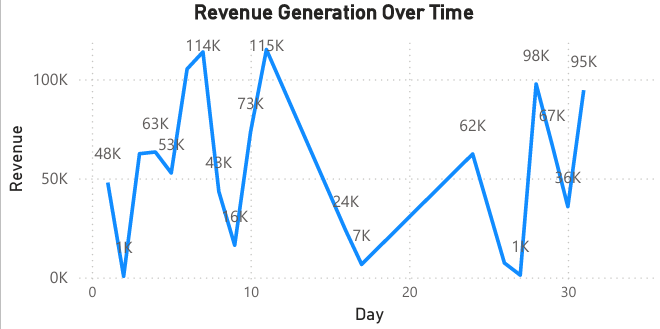 Revenue Generation Over Time
Revenue
100K
50K
0K
48K
1K
63K
53K
114K
43K
16K
73K
115K
24K
7K
62K
1K
98K
67K
36K
95K
0
10
20
30
Day